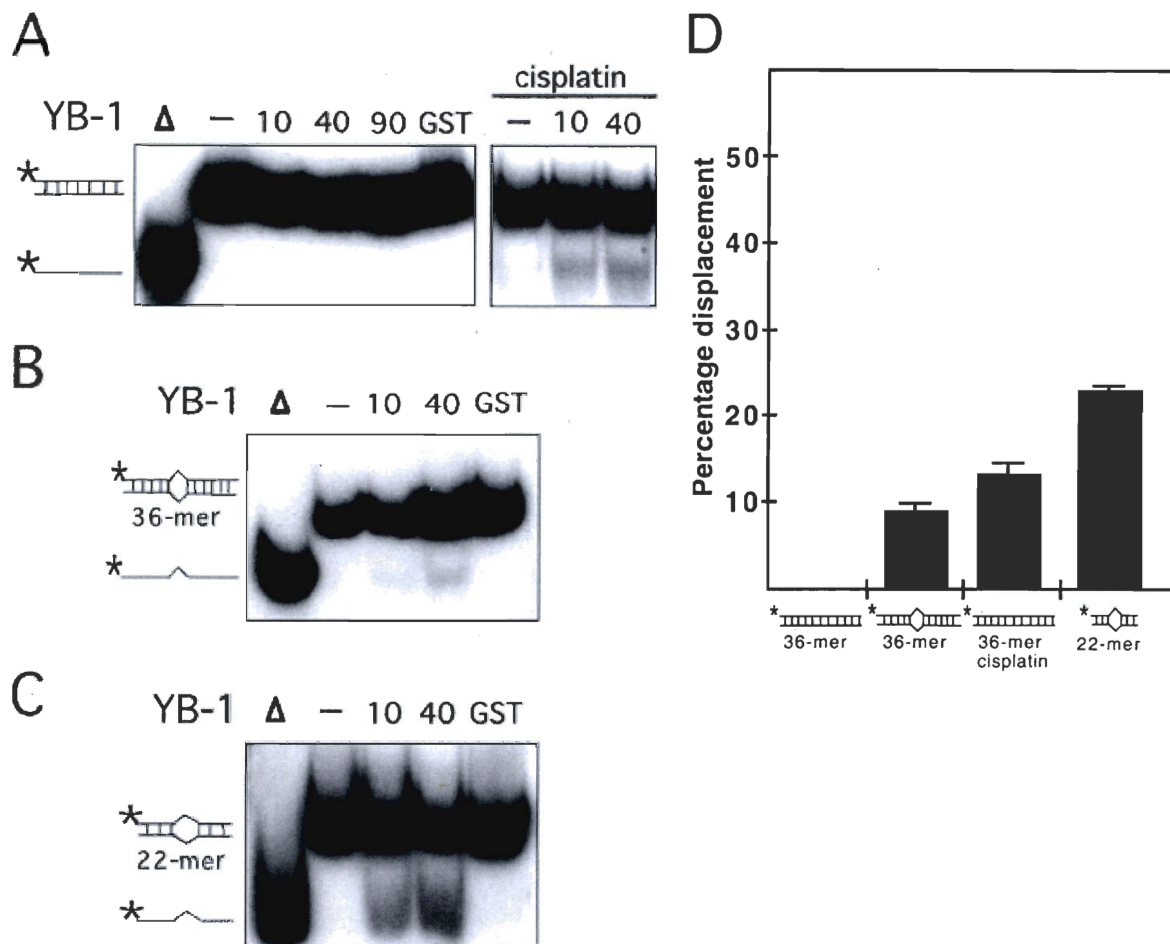 A
cisplatin
YB-1 Δ – 10 40 90 GST – 10 40
*
*
B
YB-1 Δ – 10 40 GST
*
36-mer
*
C
YB-1 Δ – 10 40 GST
*
22-mer
*
D
Percentage displacement
50
40
30
20
10
* * * *
36-mer 36-mer 36-mer 22-mer
cisplatin